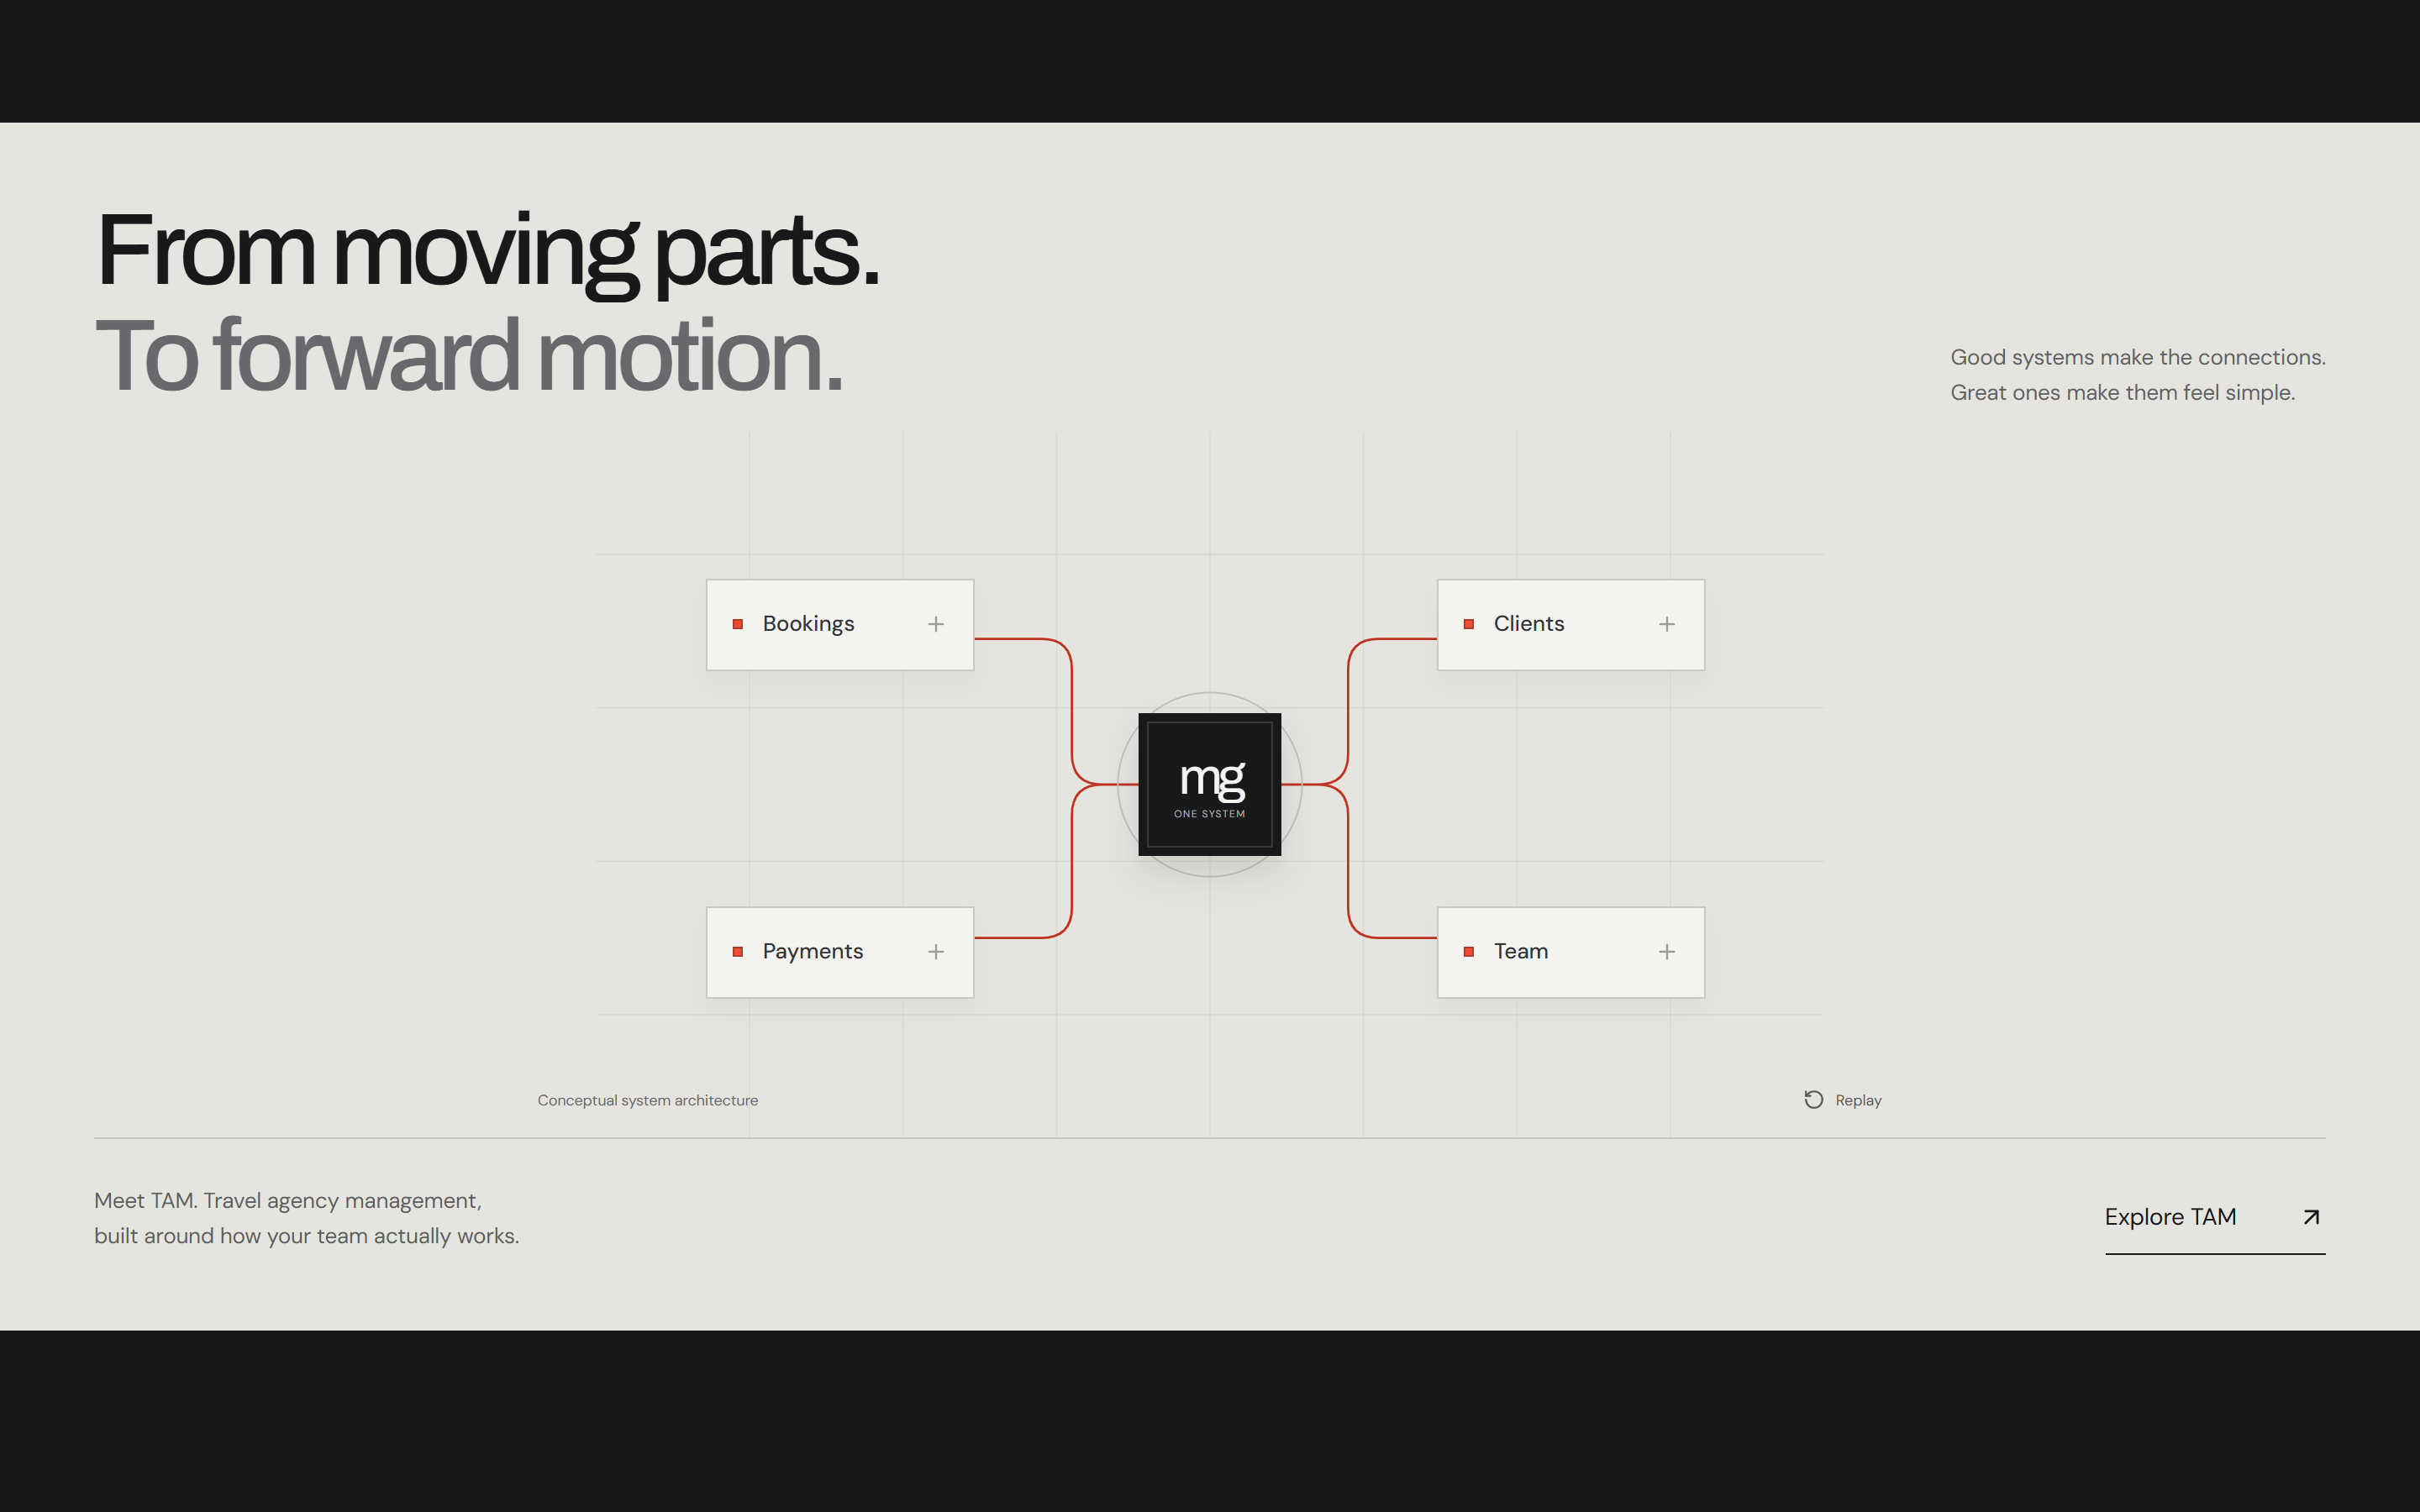 From moving parts.
To forward motion.
Good systems make the connections.
Great ones make them feel simple.
Bookings
Clients
mg
ONE SYSTEM
Payments
Team
Conceptual system architecture
Replay
Meet TAM. Travel agency management,
built around how your team actually works.
Explore TAM